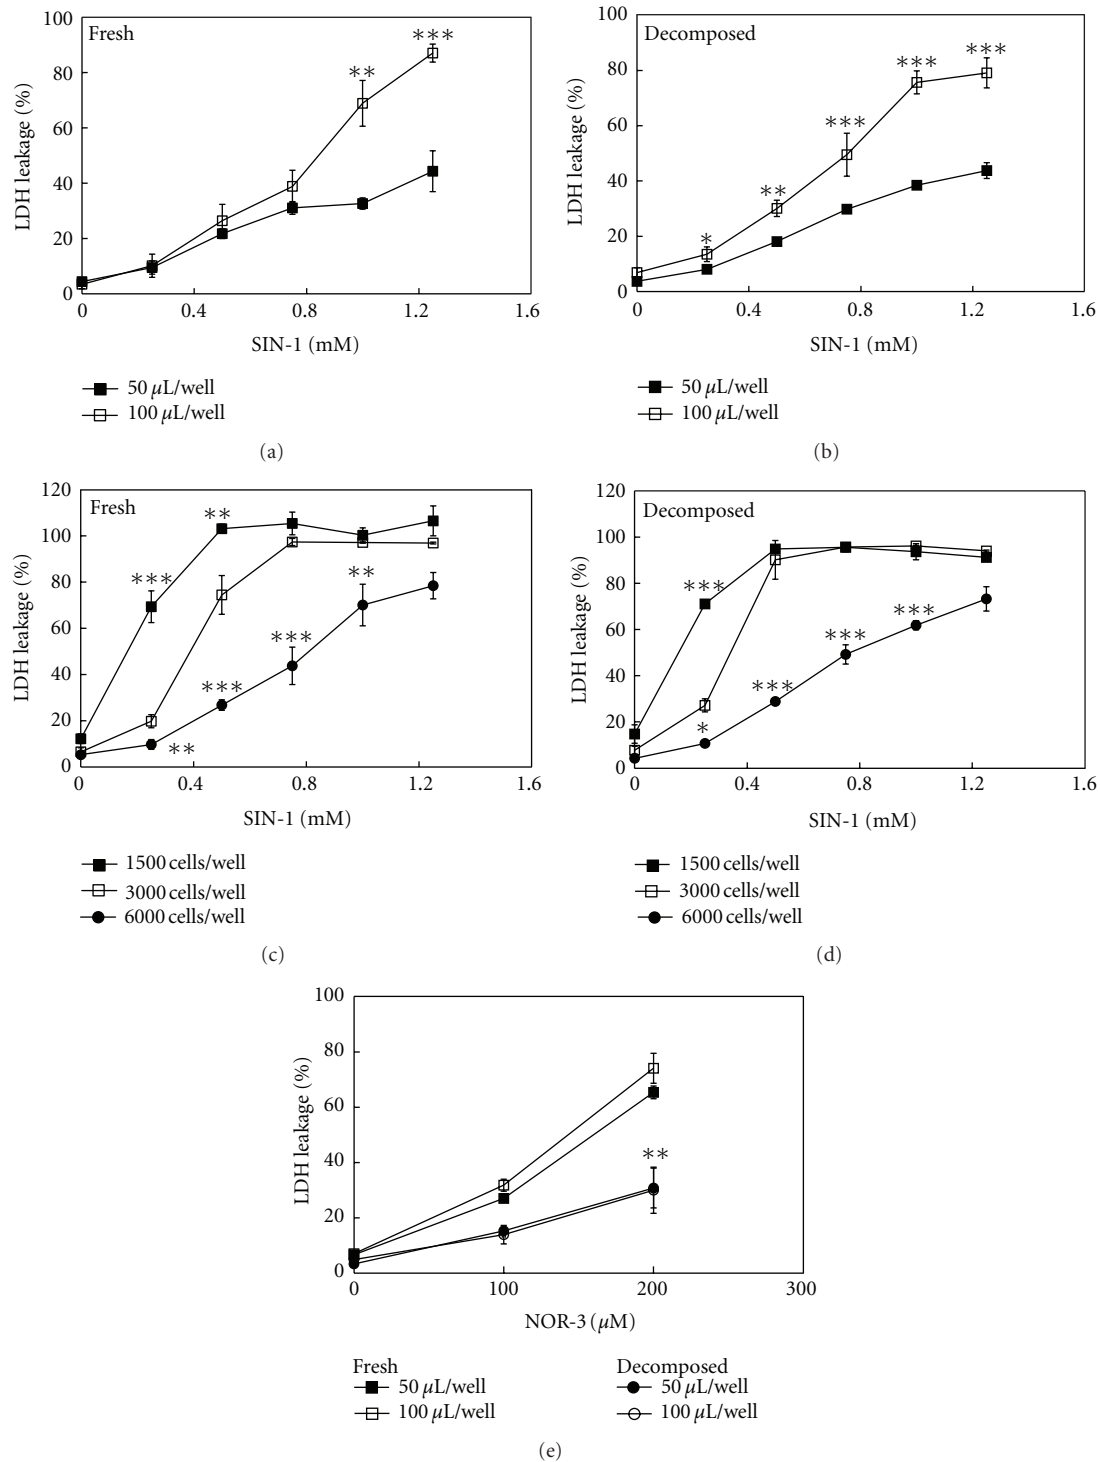 100
80
60
40
20
0
LDH leakage (%)
Fresh
**
***
0
0.4
0.8
1.2
1.6
SIN-1 (mM)
50 µL/well
100 µL/well
(a)
100
80
60
40
20
0
LDH leakage (%)
Decomposed
*
**
***
***
***
0
0.4
0.8
1.2
1.6
SIN-1 (mM)
50 µL/well
100 µL/well
(b)
120
100
80
60
40
20
0
LDH leakage (%)
Fresh
***
**
**
***
***
**
0
0.4
0.8
1.2
1.6
SIN-1 (mM)
1500 cells/well
3000 cells/well
6000 cells/well
(c)
120
100
80
60
40
20
0
LDH leakage (%)
Decomposed
***
*
***
***
***
0
0.4
0.8
1.2
1.6
SIN-1 (mM)
1500 cells/well
3000 cells/well
6000 cells/well
(d)
100
80
60
40
20
0
LDH leakage (%)
**
0
100
200
300
NOR-3 (µM)
Fresh
50 µL/well
100 µL/well
Decomposed
50 µL/well
100 µL/well
(e)